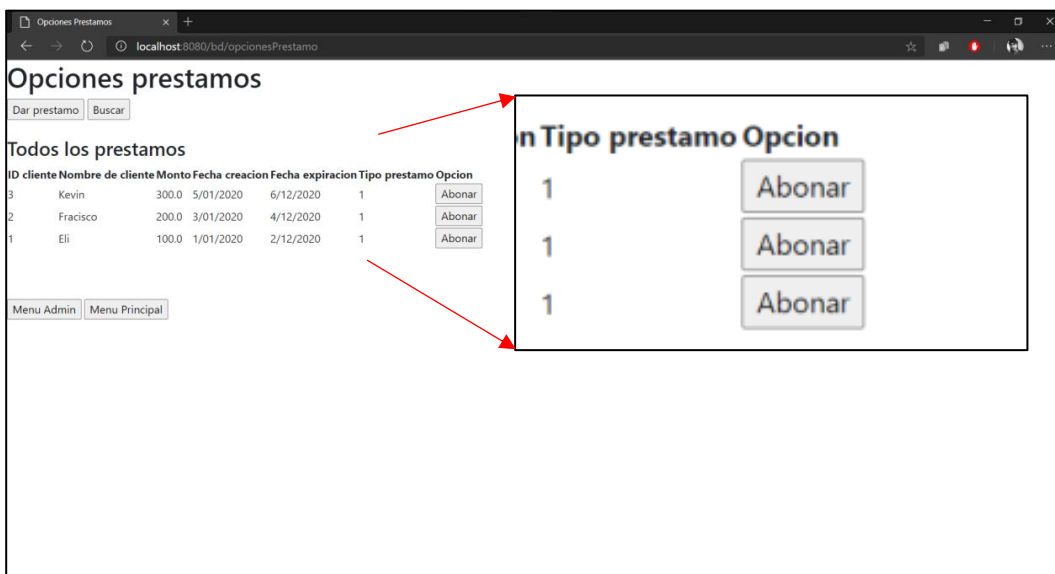 Opciones Prestamos
localhost:8080/bd/opcionesPrestamo
Opciones prestamos
Dar prestamo Buscar
Todos los prestamos
ID cliente Nombre de cliente Monto Fecha creacion Fecha expiracion Tipo prestamo Opcion
3 Kevin 300.0 5/01/2020 6/12/2020 1 Abonar
2 Fracisco 200.0 3/01/2020 4/12/2020 1 Abonar
1 Eli 100.0 1/01/2020 2/12/2020 1 Abonar
Menu Admin Menu Principal
n Tipo prestamo Opcion
1 Abonar
1 Abonar
1 Abonar